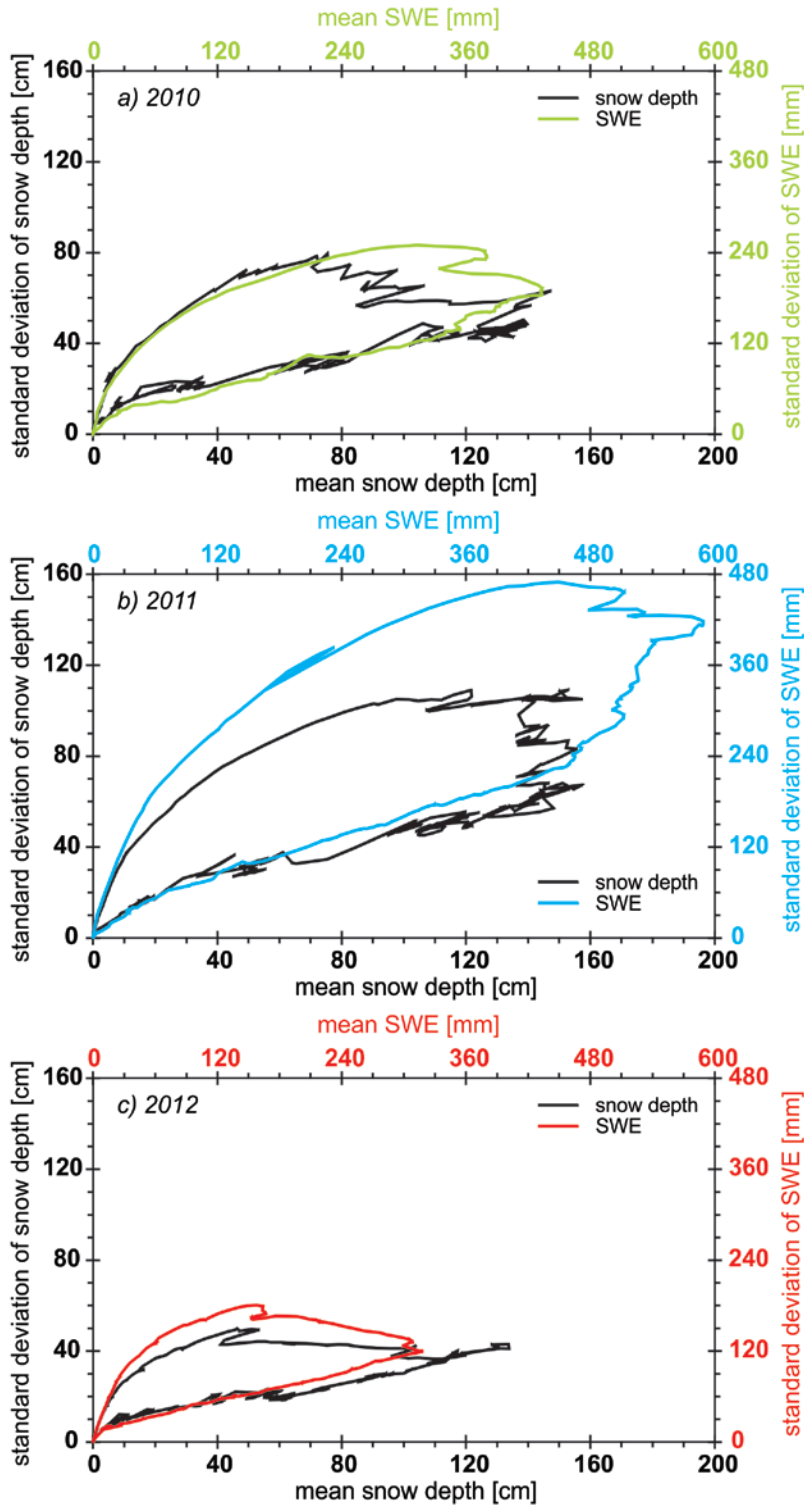 mean SWE [mm]
0 120 240 360 480 600
a) 2010
snow depth
SWE
160
120
80
40
0
standard deviation of snow depth [cm]
480
360
240
120
0
standard deviation of SWE [mm]
0 40 80 120 160 200
mean snow depth [cm]
mean SWE [mm]
0 120 240 360 480 600
b) 2011
160
120
80
40
0
standard deviation of snow depth [cm]
480
360
240
120
0
standard deviation of SWE [mm]
snow depth
SWE
0 40 80 120 160 200
mean snow depth [cm]
mean SWE [mm]
0 120 240 360 480 600
c) 2012
snow depth
SWE
160
120
80
40
0
standard deviation of snow depth [cm]
480
360
240
120
0
standard deviation of SWE [mm]
0 40 80 120 160 200
mean snow depth [cm]